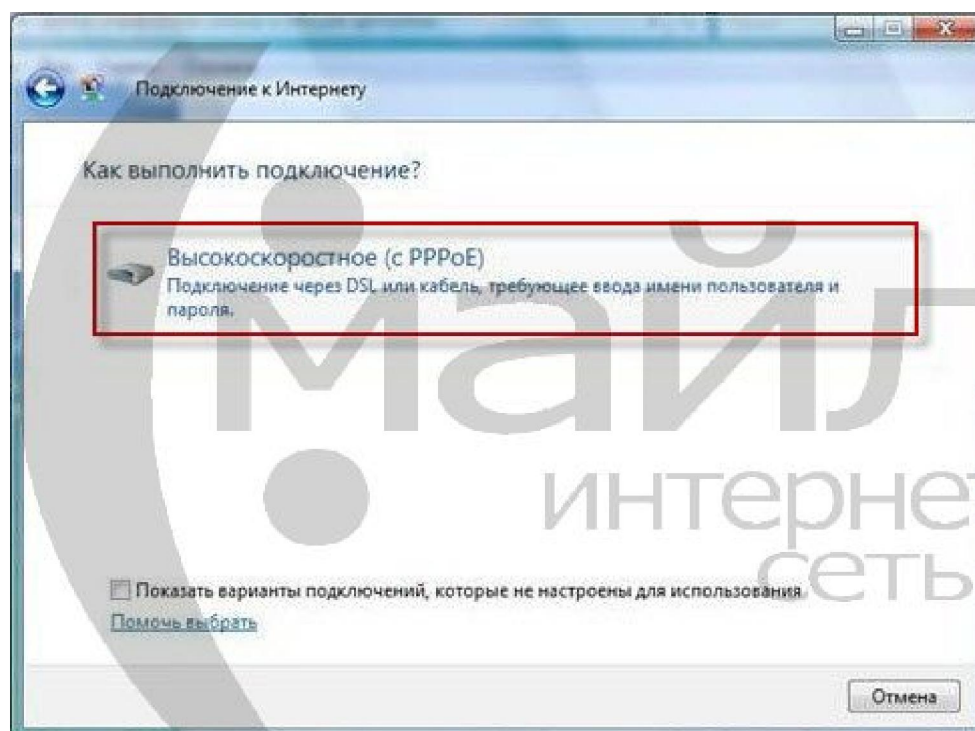 Подключение к Интернету
Как выполнить подключение?
Высокоскоростное (с PPPoE)
Подключение через DSL или кабель, требующее ввода имени пользователя и
пароля.
майл
интернет
сеть
Показать варианты подключений, которые не настроены для использования
Помочь выбрать
Отмена